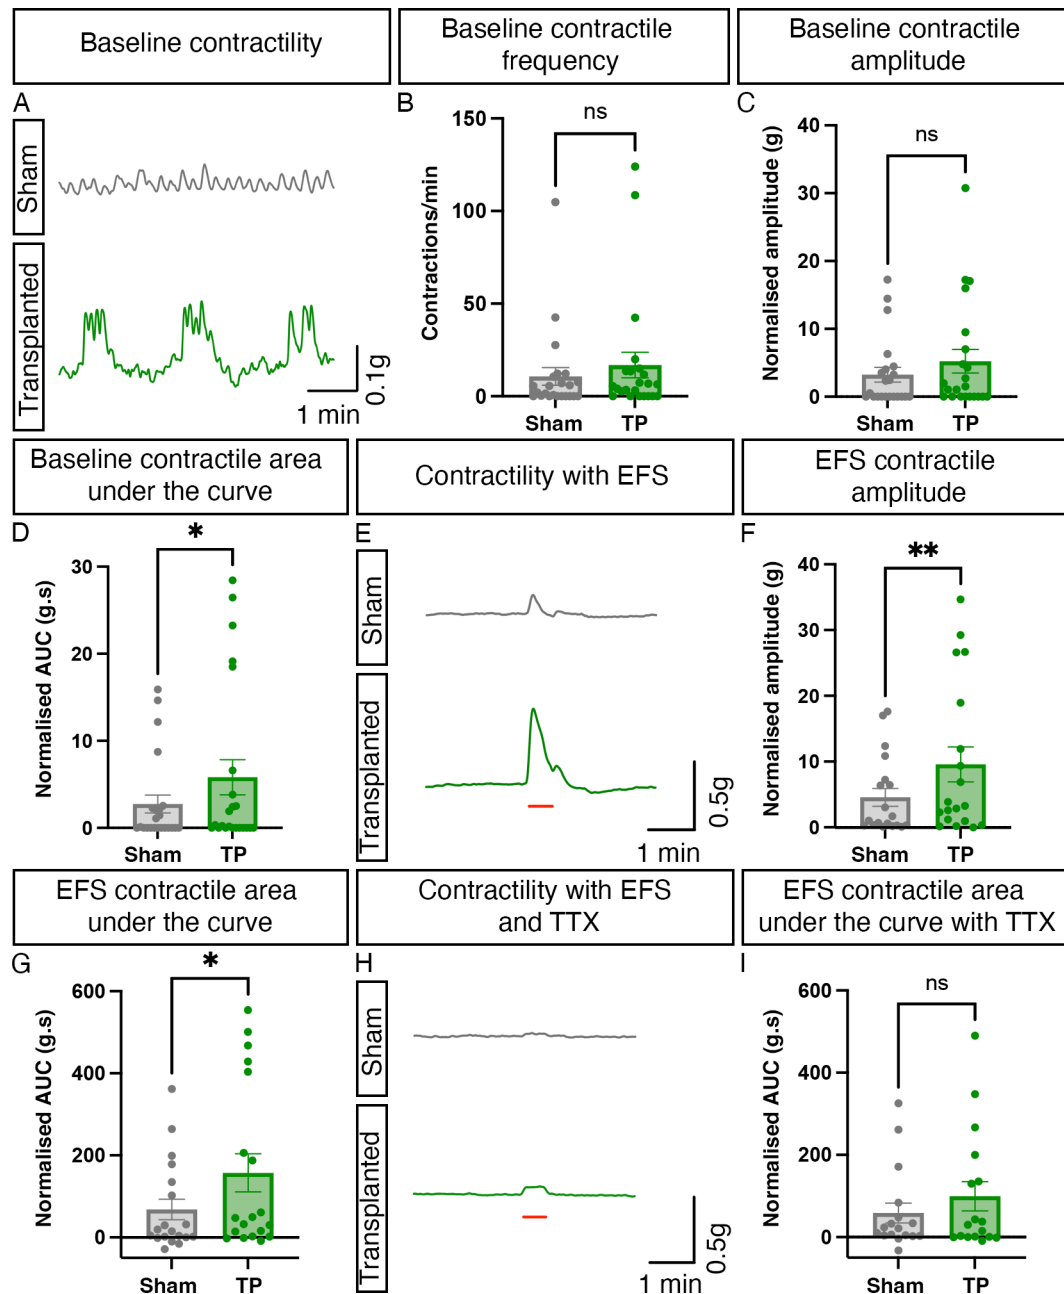 Baseline contractility
Baseline contractile
frequency
Baseline contractile
amplitude
A
Sham
Transplanted
1 min
0.1g
B
ns
150
100
50
0
Contractions/min
Sham
TP
C
ns
40
30
20
10
0
Normalised amplitude (g)
Sham
TP
Baseline contractile area
under the curve
Contractility with EFS
EFS contractile
amplitude
D
*
30
20
10
0
Normalised AUC (g.s)
Sham
TP
E
Sham
Transplanted
1 min
0.5g
F
**
40
30
20
10
0
Normalised amplitude (g)
Sham
TP
EFS contractile area
under the curve
Contractility with EFS
and TTX
EFS contractile area
under the curve with TTX
G
*
600
400
200
0
Normalised AUC (g.s)
Sham
TP
H
Sham
Transplanted
1 min
0.5g
I
ns
600
400
200
0
Normalised AUC (g.s)
Sham
TP